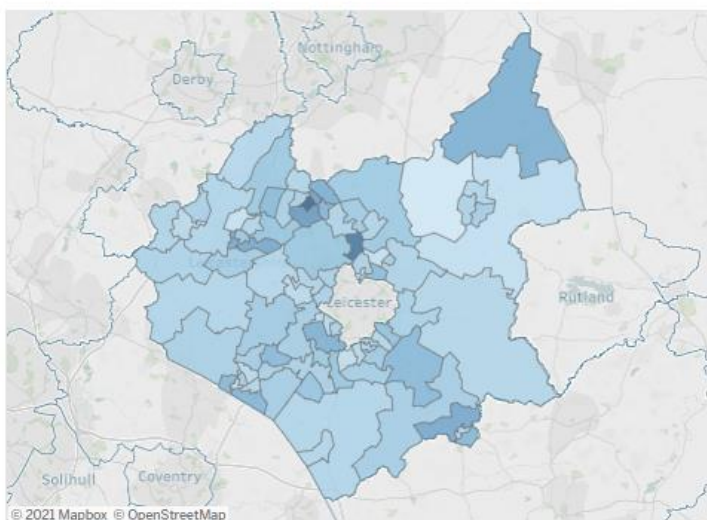 Nottingham
Derby
Leicester
Rutland
Solihull
Coventry
© 2021 Mapbox © OpenStreetMap